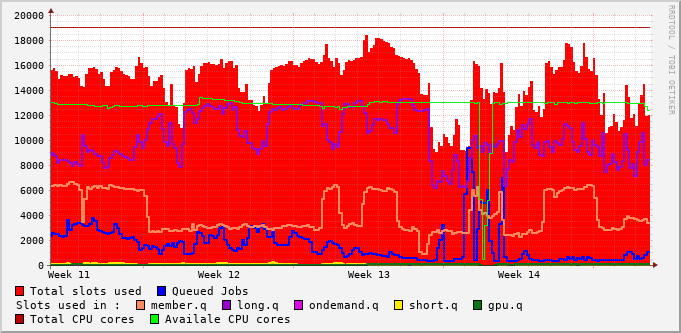 20000
18000
16000
14000
12000
10000
8000
6000
4000
2000
0
Week 11 Week 12 Week 13 Week 14
Total slots used Queued Jobs
Slots used in : member.q long.q ondemand.q short.q gpu.q
Total CPU cores Availale CPU cores
RRDTOOL / TOBI OETIKER